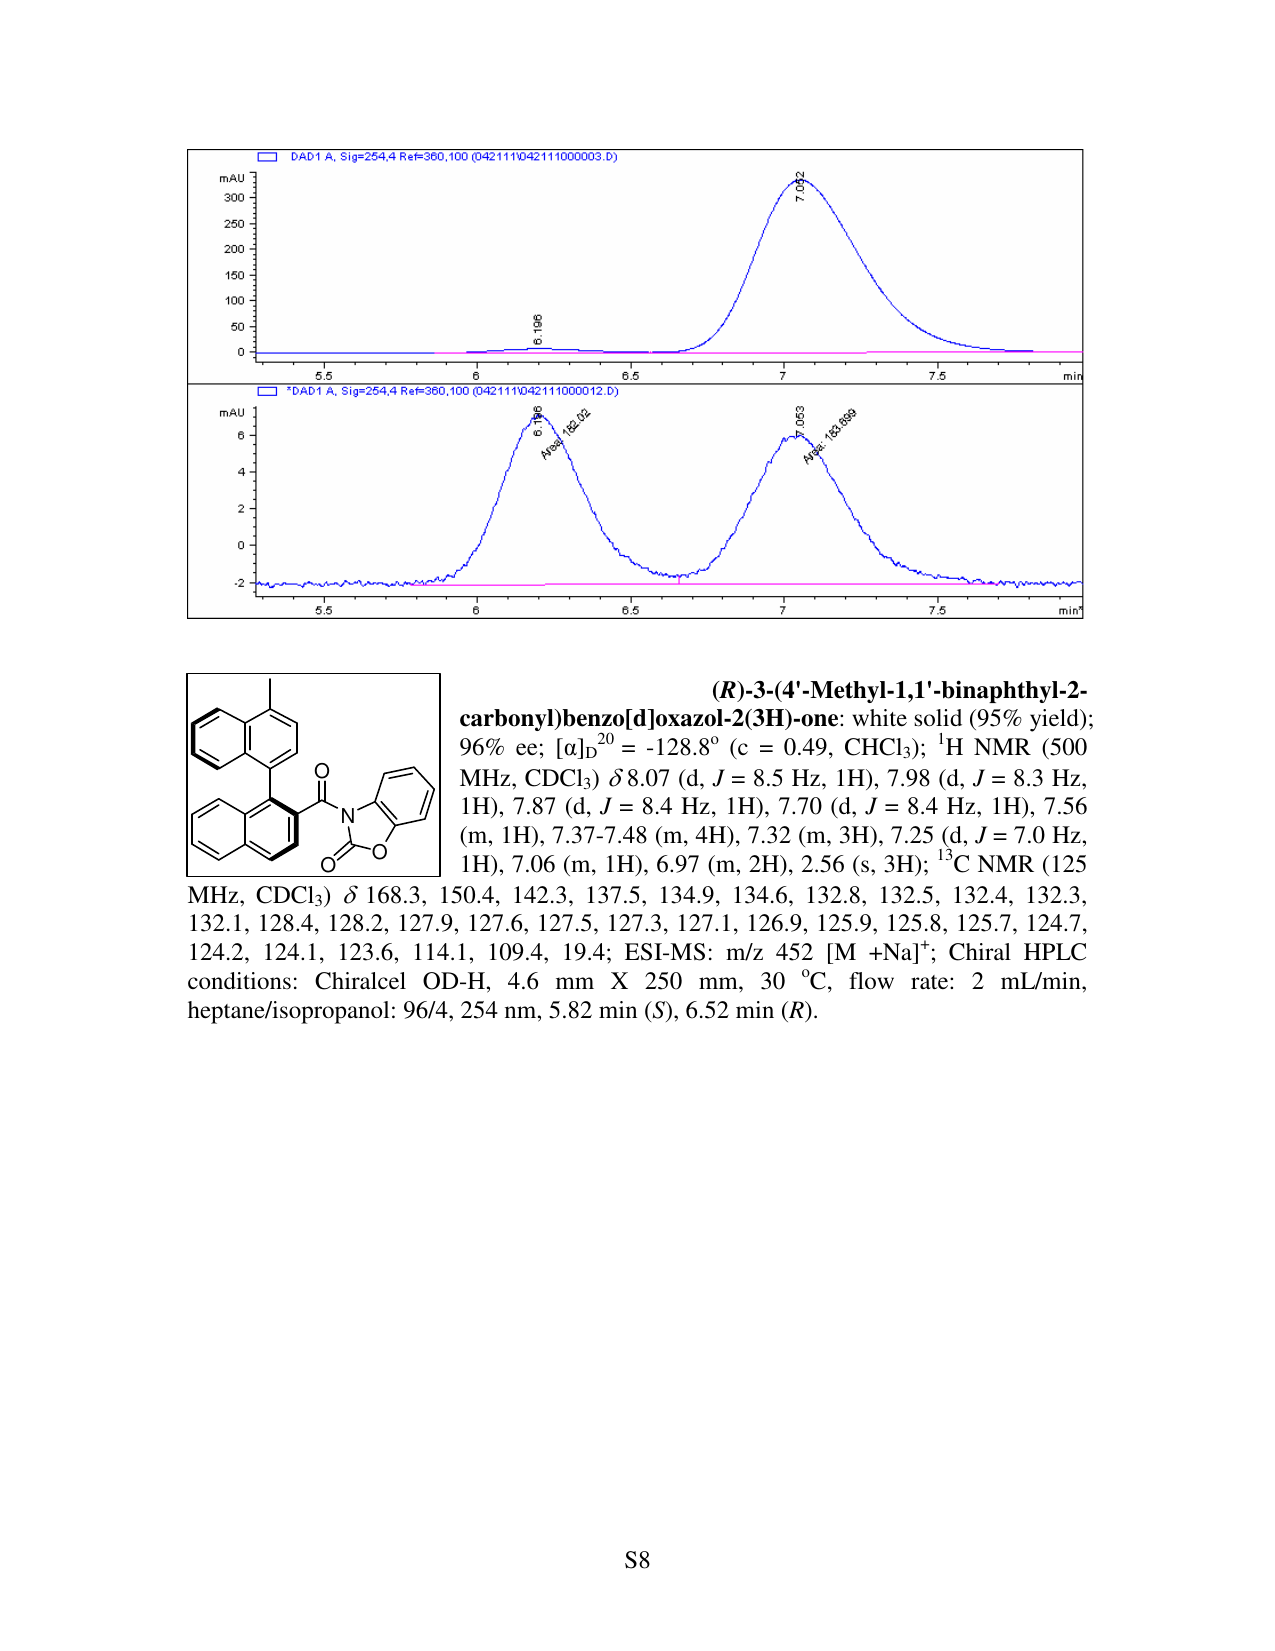 DAD1 A, Sig=254,4 Ref=360,100 (042111\042111000003.D)
mAU
300
250
200
150
100
50
0
6.196
7.052
5.5 6 6.5 7 7.5 min
*DAD1 A, Sig=254,4 Ref=360,100 (042111\042111000012.D)
mAU
6
4
2
0
-2
6.196
Area: 182.02
7.053
Area: 183.699
5.5 6 6.5 7 7.5 min*
O
N
O
O
(R)-3-(4'-Methyl-1,1'-binaphthyl-2-
carbonyl)benzo[d]oxazol-2(3H)-one: white solid (95% yield);
96% ee; [α]D20 = -128.8o (c = 0.49, CHCl3); 1H NMR (500
MHz, CDCl3) δ 8.07 (d, J = 8.5 Hz, 1H), 7.98 (d, J = 8.3 Hz,
1H), 7.87 (d, J = 8.4 Hz, 1H), 7.70 (d, J = 8.4 Hz, 1H), 7.56
(m, 1H), 7.37-7.48 (m, 4H), 7.32 (m, 3H), 7.25 (d, J = 7.0 Hz,
1H), 7.06 (m, 1H), 6.97 (m, 2H), 2.56 (s, 3H); 13C NMR (125
MHz, CDCl3) δ 168.3, 150.4, 142.3, 137.5, 134.9, 134.6, 132.8, 132.5, 132.4, 132.3,
132.1, 128.4, 128.2, 127.9, 127.6, 127.5, 127.3, 127.1, 126.9, 125.9, 125.8, 125.7, 124.7,
124.2, 124.1, 123.6, 114.1, 109.4, 19.4; ESI-MS: m/z 452 [M +Na]+; Chiral HPLC
conditions: Chiralcel OD-H, 4.6 mm X 250 mm, 30 oC, flow rate: 2 mL/min,
heptane/isopropanol: 96/4, 254 nm, 5.82 min (S), 6.52 min (R).
S8